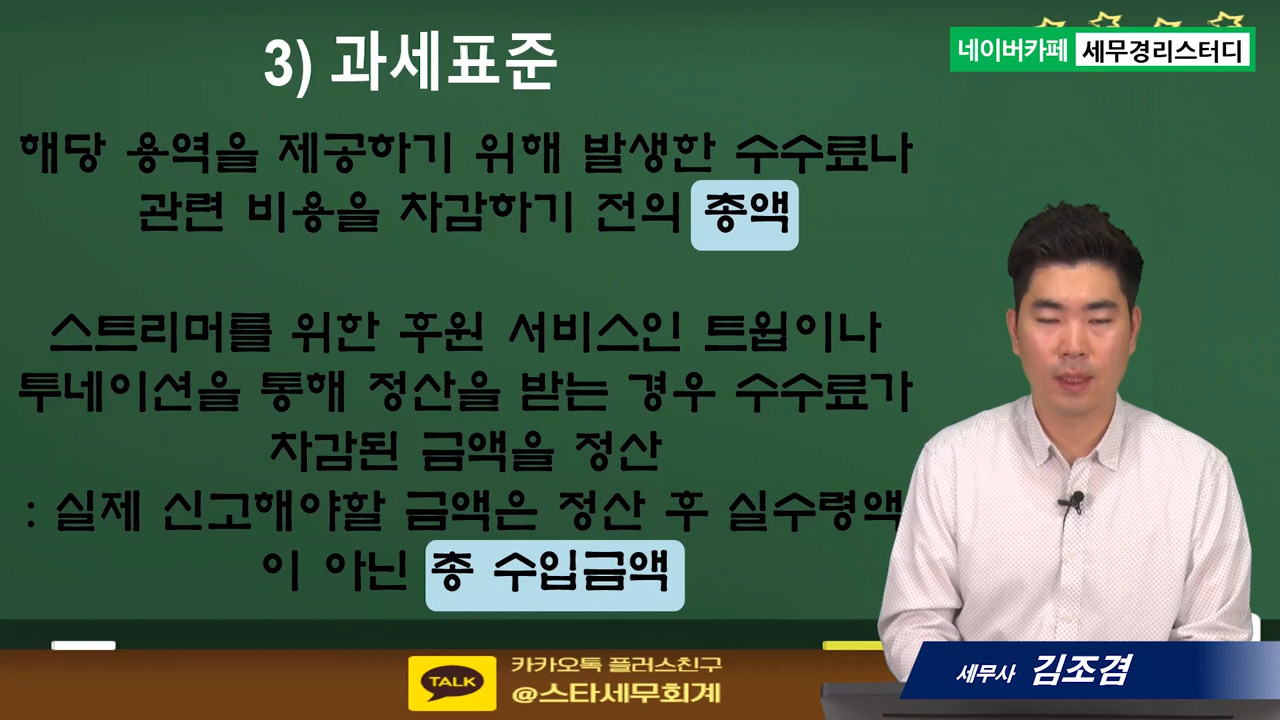 3) 과세표준
네이버카페 세무경리스터디
해당 용역을 제공하기 위해 발생한 수수료나
관련 비용을 차감하기 전의 총액
스트리머를 위한 후원 서비스인 트윕이나
투네이션을 통해 정산을 받는 경우 수수료가
차감된 금액을 정산
: 실제 신고해야할 금액은 정산 후 실수령액
이 아닌 총 수입금액
세무사 김조겸
TALK
카카오톡 플러스친구
@스타세무회계